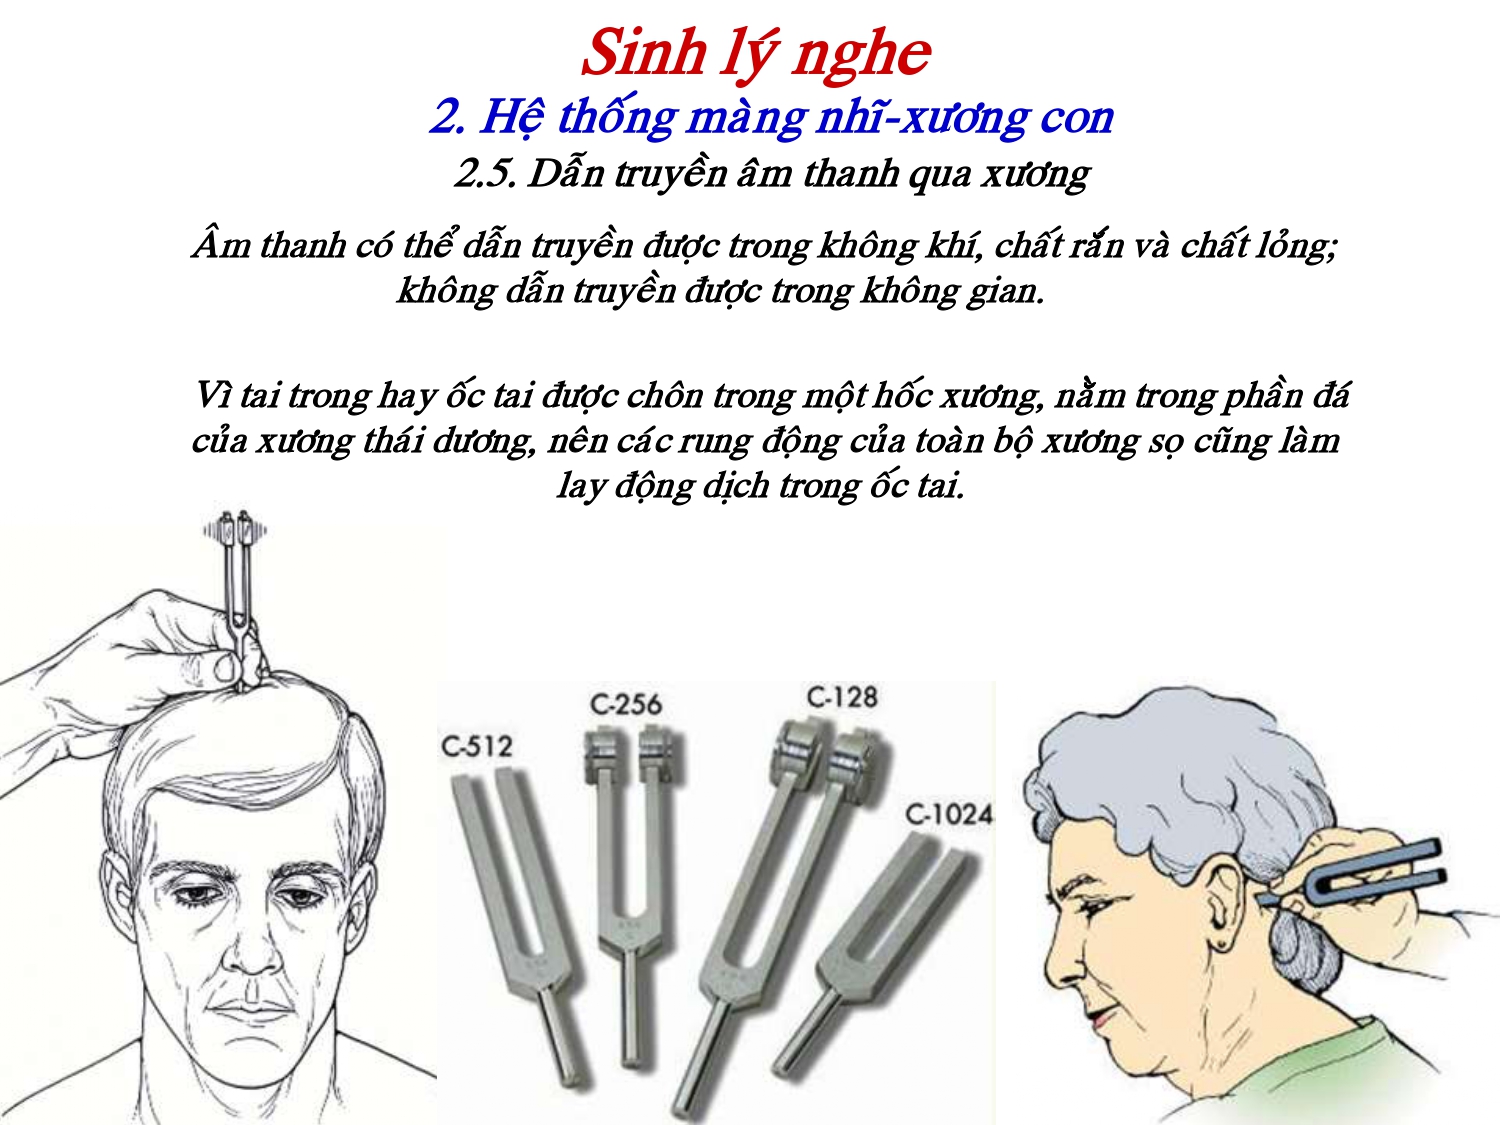 Sinh lý nghe
2. Hệ thống màng nhĩ-xương con
2.5. Dẫn truyền âm thanh qua xương
Âm thanh có thể dẫn truyền được trong không khí, chất rắn và chất lỏng;
không dẫn truyền được trong không gian.
Vì tai trong hay ốc tai được chôn trong một hốc xương, nằm trong phần đá
của xương thái dương, nên các rung động của toàn bộ xương sọ cũng làm
lay động dịch trong ốc tai.
C-256
C-128
C-512
C-1024